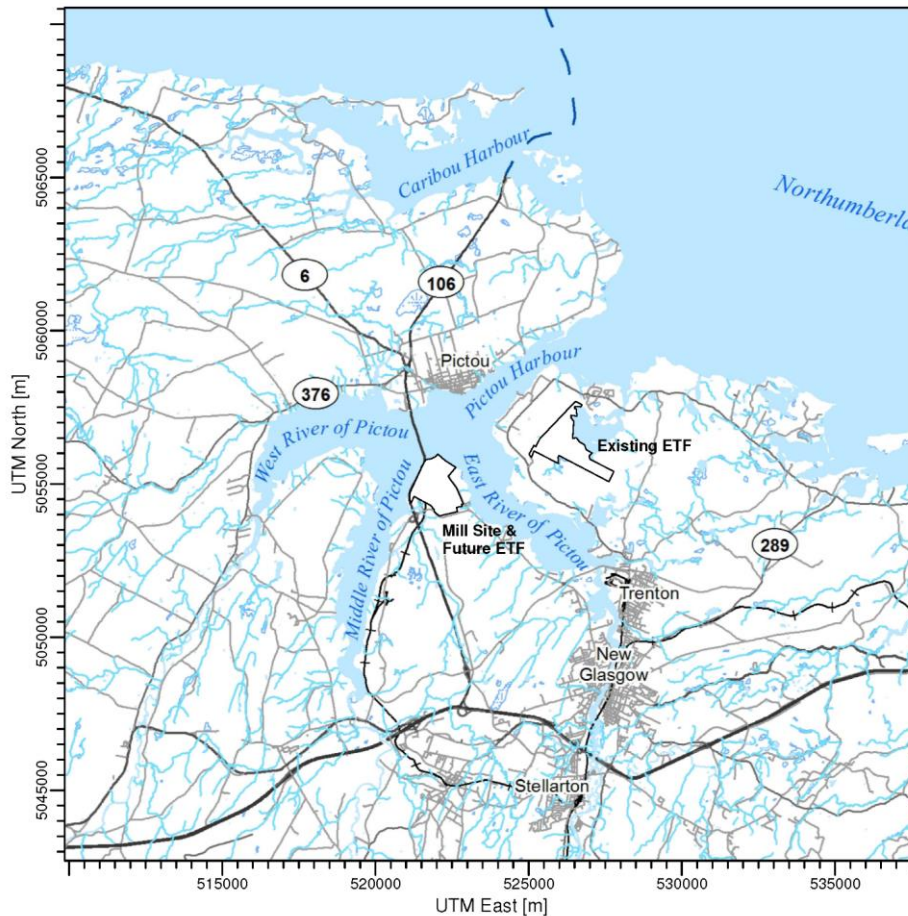 Caribou Harbour
Northumberla
6
106
Pictou
Pictou Harbour
376
West River of Pictou
Existing ETF
East River of Pictou
Mill Site &
Future ETF
Middle River of Pictou
289
Trenton
New
Glasgow
Stellarton
5065000
5060000
5055000
5050000
5045000
UTM North [m]
515000
520000
525000
530000
535000
UTM East [m]